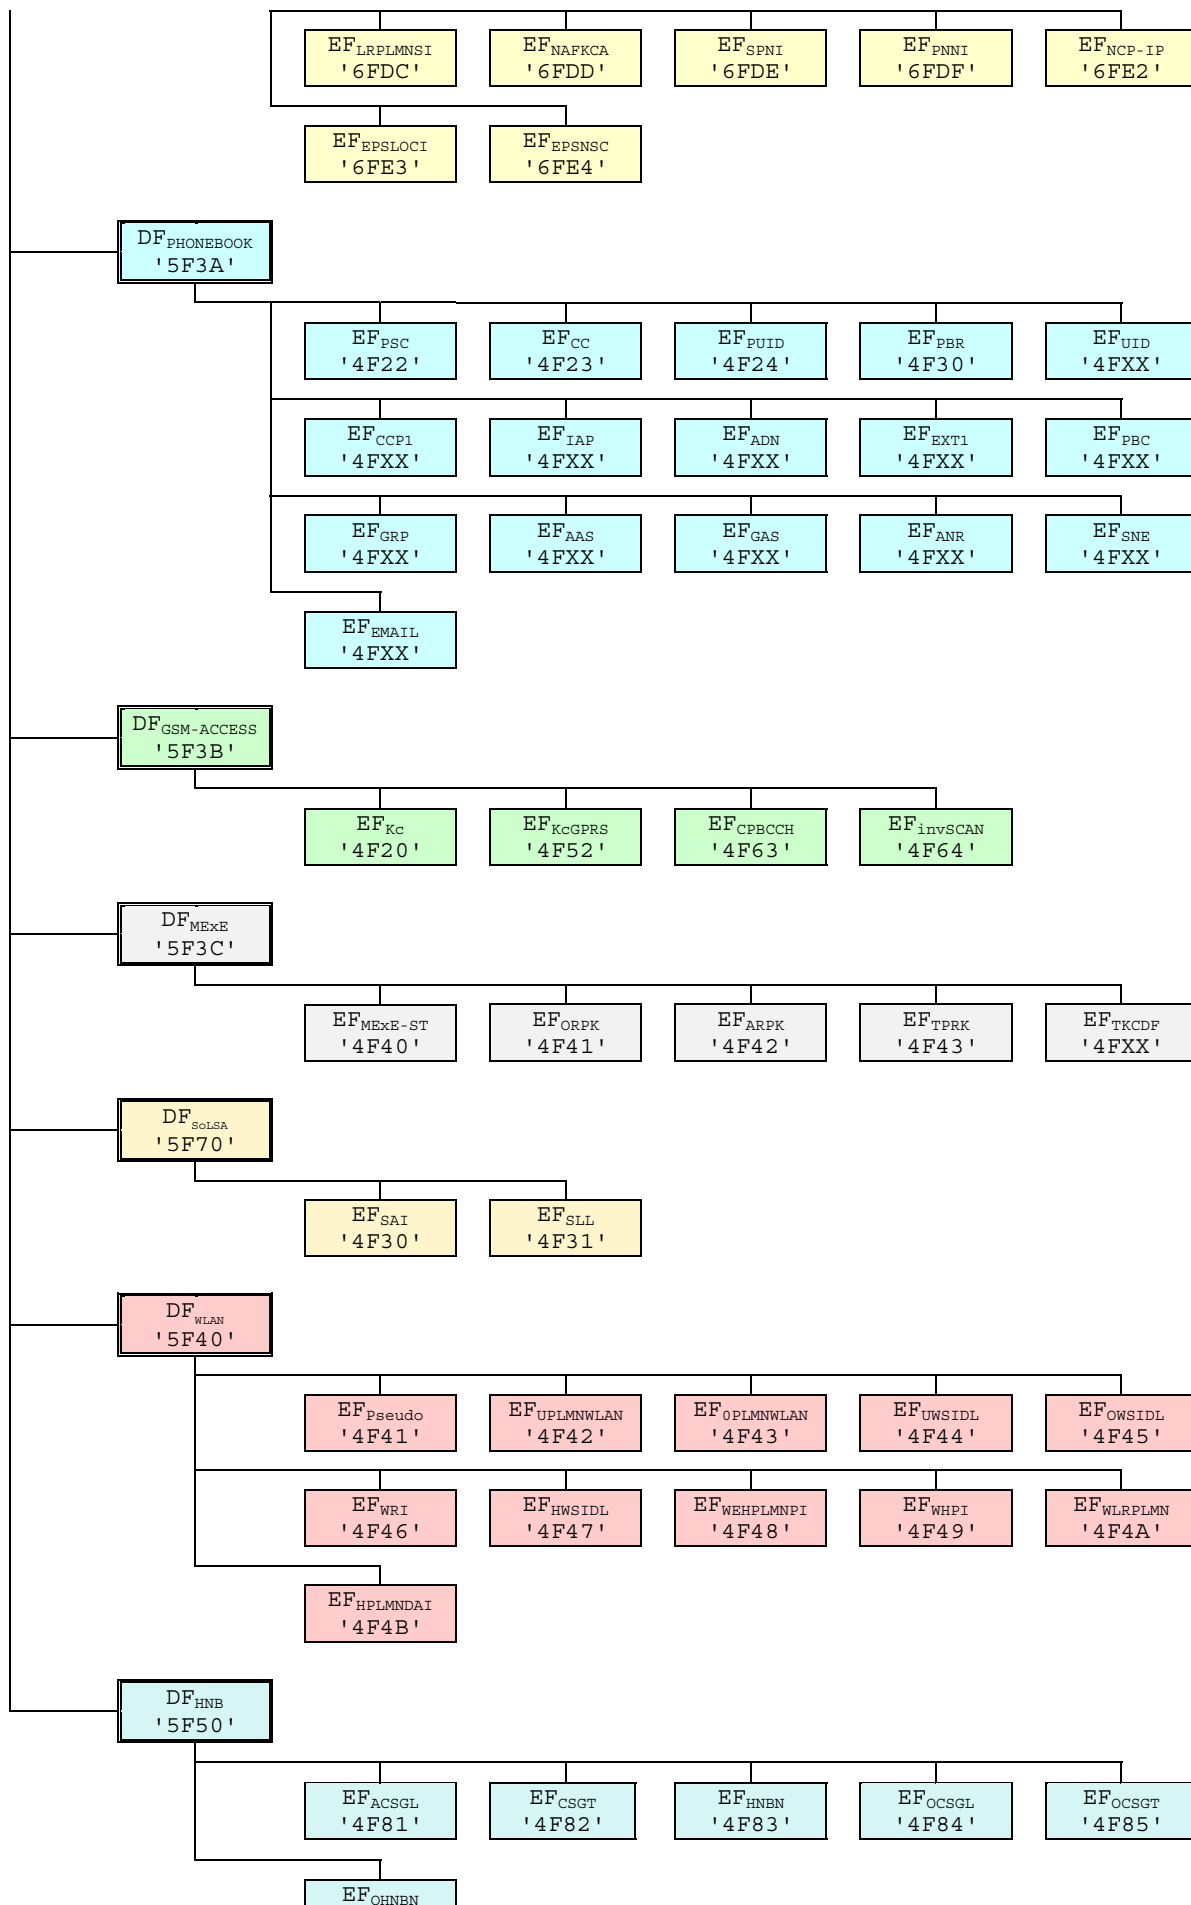 EFLRPLMNSI EFNAFKCA EFSPNI EFPNNI EFNCP-IP
'6FDC' '6FDD' '6FDE' '6FDF' '6FE2'
EFEPSLOCI EFEPSNSC
'6FE3' '6FE4'
DFPHONEBOOK
'5F3A'
EFPSC EFCC EFPUID EFPBR EFUID
'4F22' '4F23' '4F24' '4F30' '4FXX'
EFCCP1 EFIAP EFADN EFEXT1 EFPBC
'4FXX' '4FXX' '4FXX' '4FXX' '4FXX'
EFGRP EFAAS EFGAS EFANR EFSNE
'4FXX' '4FXX' '4FXX' '4FXX' '4FXX'
EFEMAIL
'4FXX'
DFGSM-ACCESS
'5F3B'
EFKc EFKcGPRS EFCPBCCH EFinvSCAN
'4F20' '4F52' '4F63' '4F64'
DFMExE
'5F3C'
EFMExE-ST EFORPK EFARPK EFTPRK EFTKCDF
'4F40' '4F41' '4F42' '4F43' '4FXX'
DFSoLSA
'5F70'
EFSAI EFSLL
'4F30' '4F31'
DFWLAN
'5F40'
EFPseudo EFUPLMNWLAN EF0PLMNWLAN EFUWSIDL EFOWSIDL
'4F41' '4F42' '4F43' '4F44' '4F45'
EFWRI EFHWSIDL EFWEHPLMNPI EFWHPI EFWLRPLMN
'4F46' '4F47' '4F48' '4F49' '4F4A'
EFHPLMNDAI
'4F4B'
DFHNB
'5F50'
EFACSGL EFCSGT EFHNBN EFOCSGL EFOCSGT
'4F81' '4F82' '4F83' '4F84' '4F85'
EFOHNBN